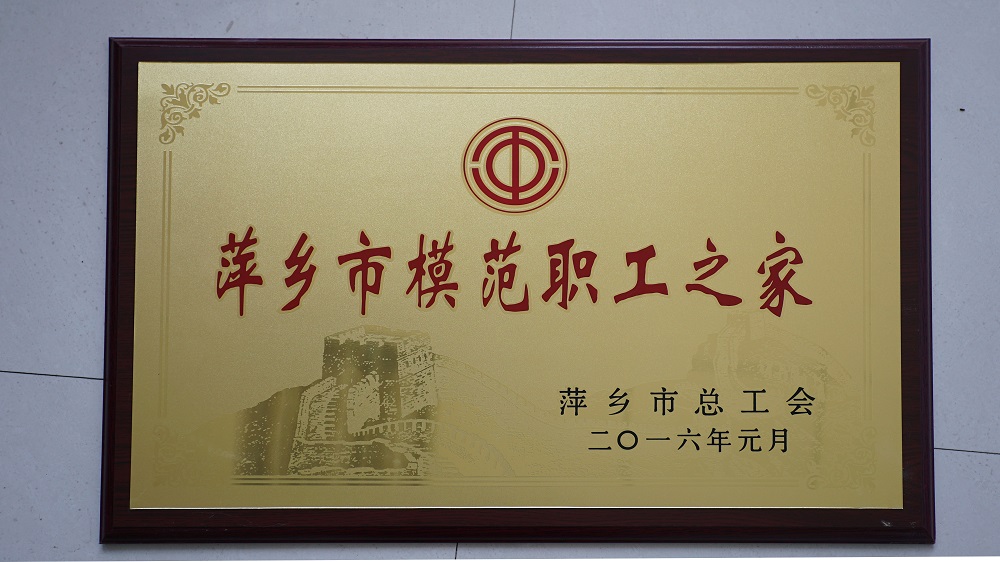 萍乡市模范职工之家
萍乡市总工会
二〇一六年元月